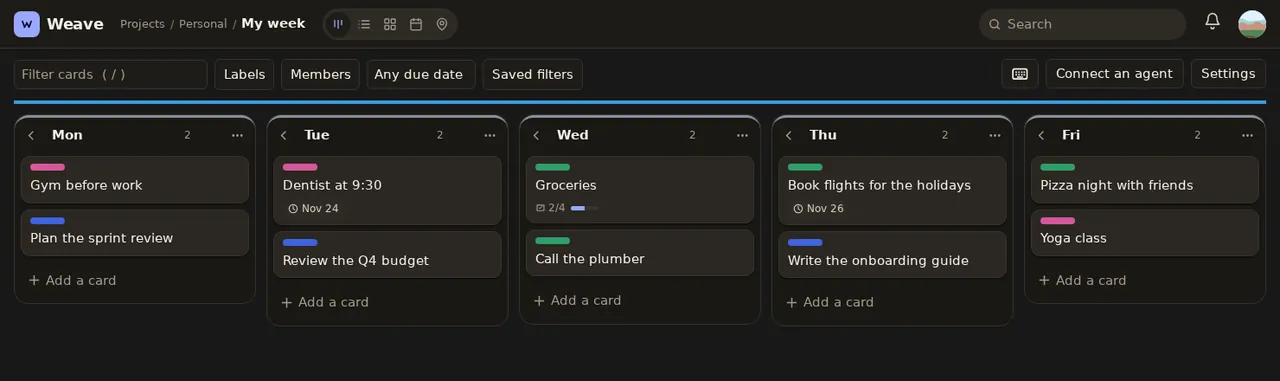 w Weave Projects / Personal / My week Search
Filter cards ( / ) Labels Members Any due date Saved filters Connect an agent Settings
Mon 2
Gym before work
Plan the sprint review
+ Add a card
Tue 2
Dentist at 9:30
Nov 24
Review the Q4 budget
+ Add a card
Wed 2
Groceries
2/4
Call the plumber
+ Add a card
Thu 2
Book flights for the holidays
Nov 26
Write the onboarding guide
+ Add a card
Fri 2
Pizza night with friends
Yoga class
+ Add a card